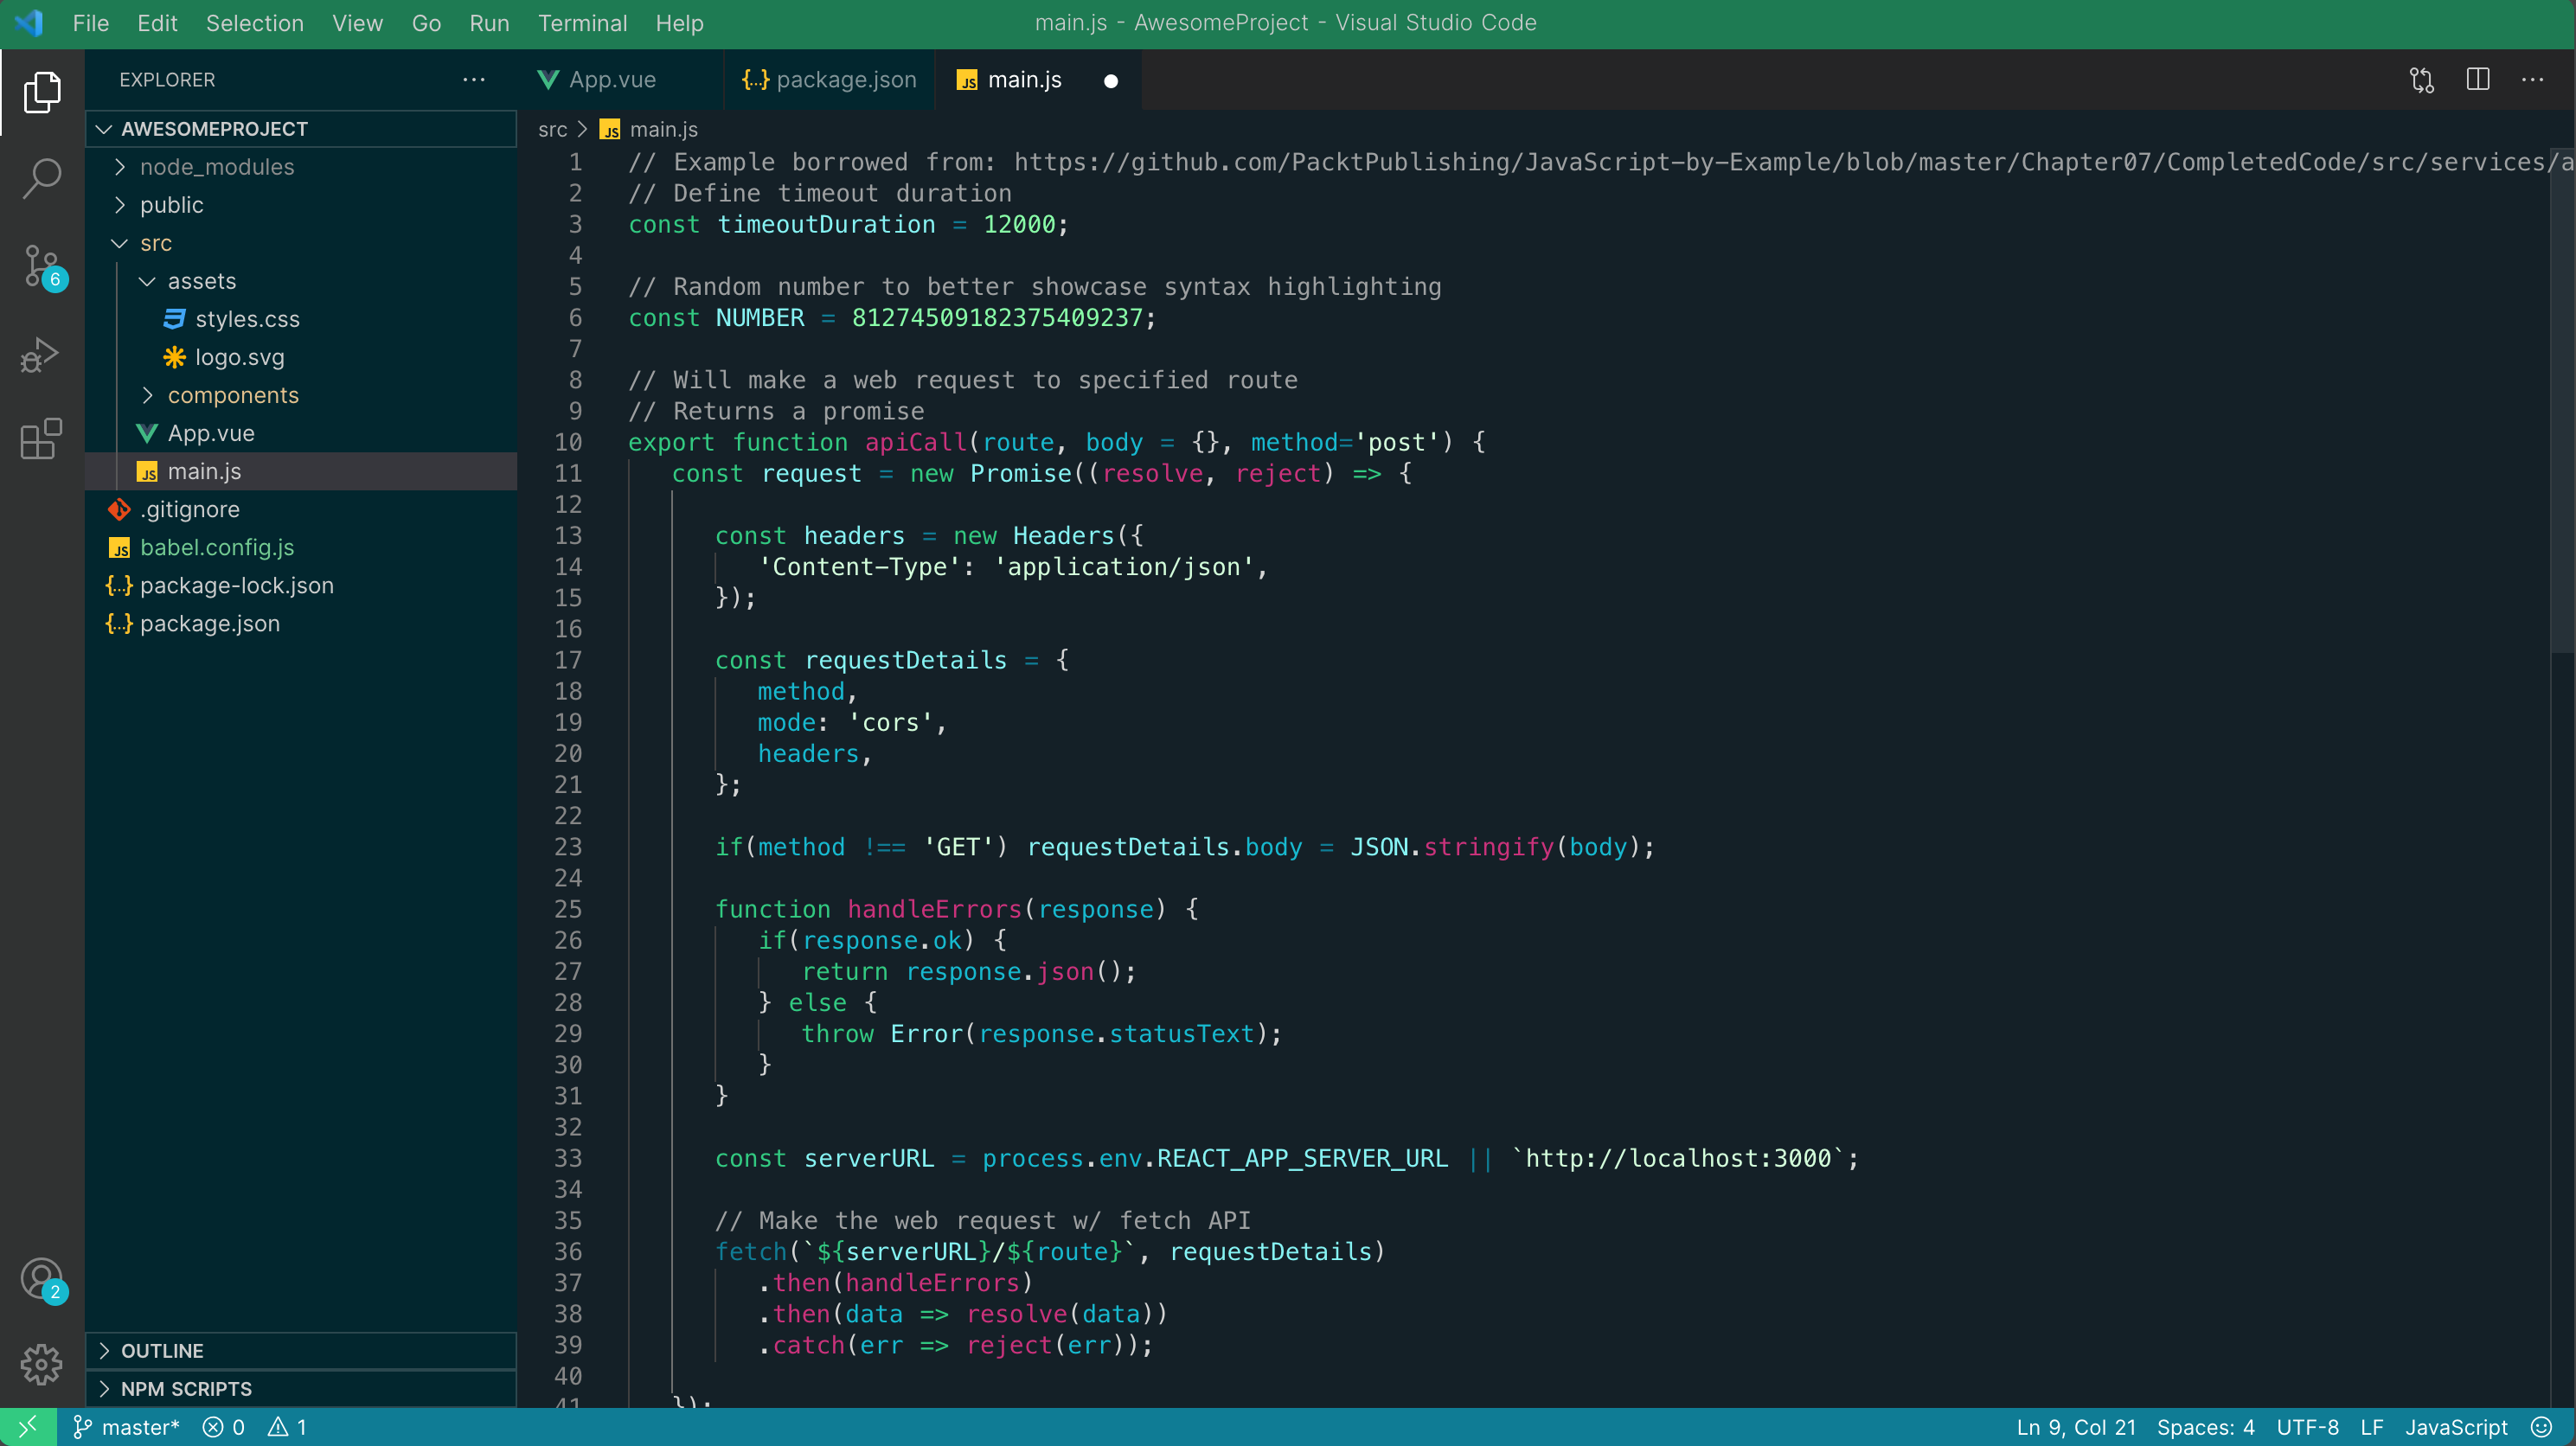 File Edit Selection View Go Run Terminal Help
main.js - AwesomeProject - Visual Studio Code
EXPLORER
AWESOMEPROJECT
node_modules
public
src
assets
styles.css
logo.svg
components
App.vue
main.js
.gitignore
babel.config.js
package-lock.json
package.json
OUTLINE
NPM SCRIPTS
6
2
App.vue
{...} package.json
JS main.js
src > JS main.js
1 // Example borrowed from: https://github.com/PacktPublishing/JavaScript-by-Example/blob/master/Chapter07/CompletedCode/src/services/a
2 // Define timeout duration
3 const timeoutDuration = 12000;
4
5 // Random number to better showcase syntax highlighting
6 const NUMBER = 81274509182375409237;
7
8 // Will make a web request to specified route
9 // Returns a promise
10 export function apiCall(route, body = {}, method='post') {
11 const request = new Promise((resolve, reject) => {
12
13 const headers = new Headers({
14 'Content-Type': 'application/json',
15 });
16
17 const requestDetails = {
18 method,
19 mode: 'cors',
20 headers,
21 };
22
23 if(method !== 'GET') requestDetails.body = JSON.stringify(body);
24
25 function handleErrors(response) {
26 if(response.ok) {
27 return response.json();
28 } else {
29 throw Error(response.statusText);
30 }
31 }
32
33 const serverURL = process.env.REACT_APP_SERVER_URL || `http://localhost:3000`;
34
35 // Make the web request w/ fetch API
36 fetch(`${serverURL}/${route}`, requestDetails)
37 .then(handleErrors)
38 .then(data => resolve(data))
39 .catch(err => reject(err));
40
41 });
master* 0 1
Ln 9, Col 21 Spaces: 4 UTF-8 LF JavaScript